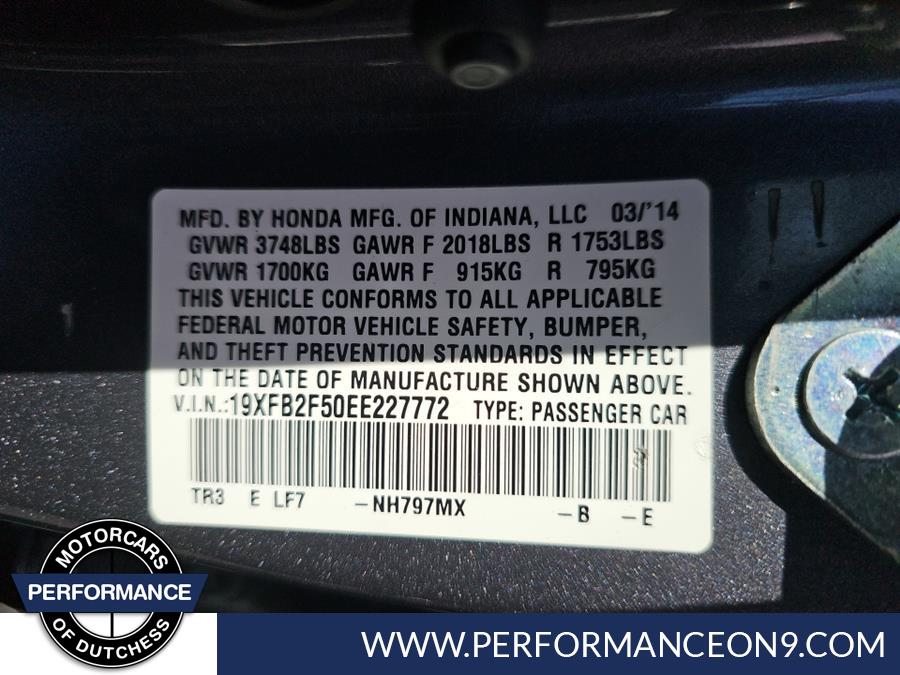 MFD. BY HONDA MFG. OF INDIANA, LLC 03/'14
GVWR 3748LBS GAWR F 2018LBS R 1753LBS
GVWR 1700KG GAWR F 915KG R 795KG
THIS VEHICLE CONFORMS TO ALL APPLICABLE
FEDERAL MOTOR VEHICLE SAFETY, BUMPER,
AND THEFT PREVENTION STANDARDS IN EFFECT
ON THE DATE OF MANUFACTURE SHOWN ABOVE.
V.I.N.:19XFB2F50EE227772 TYPE: PASSENGER CAR
TR3 E LF7 –NH797MX –B –E
MOTORCARS
PERFORMANCE
OF DUTCHESS
WWW.PERFORMANCEON9.COM